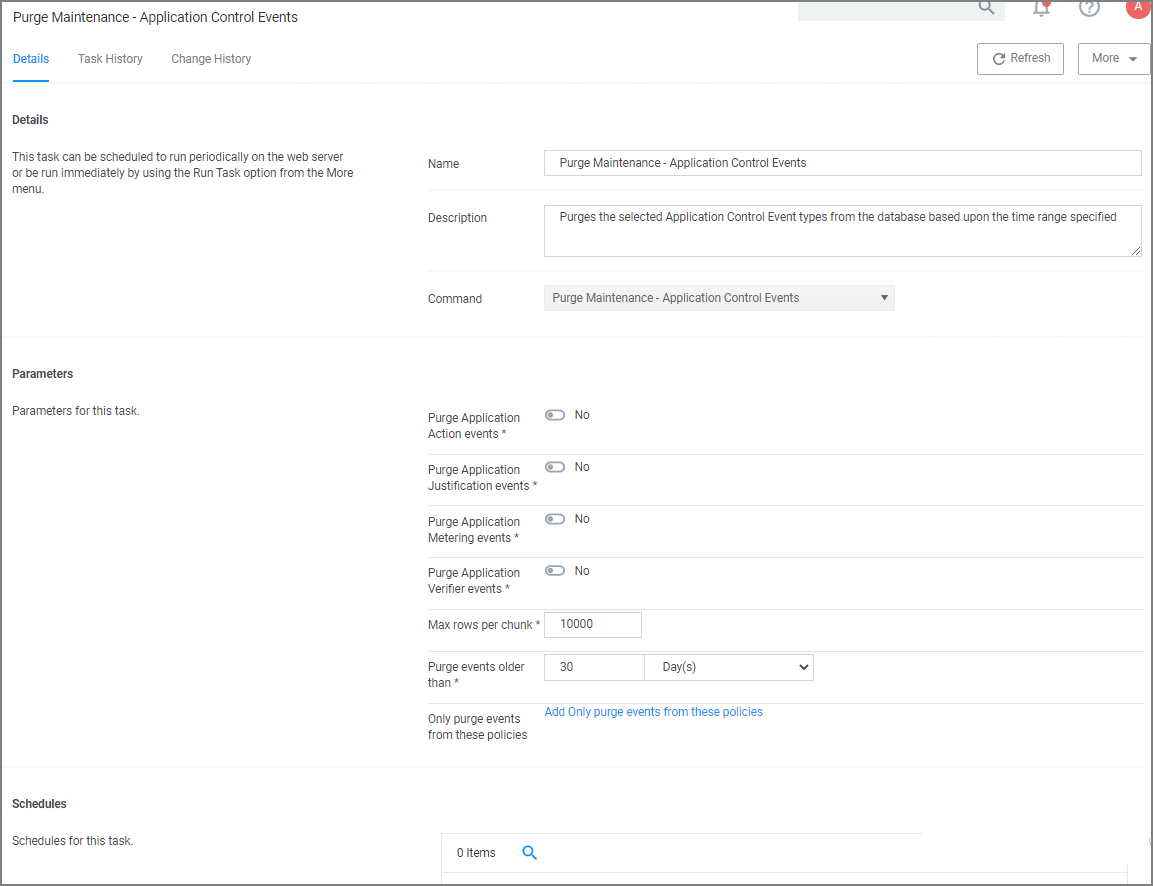 Purge Maintenance - Application Control Events
A
Details
Task History
Change History
Refresh
More
Details
This task can be scheduled to run periodically on the web server
or be run immediately by using the Run Task option from the More
menu.
Name
Purge Maintenance - Application Control Events
Description
Purges the selected Application Control Event types from the database based upon the time range specified
Command
Purge Maintenance - Application Control Events
Parameters
Parameters for this task.
Purge Application
Action events *
No
Purge Application
Justification events *
No
Purge Application
Metering events *
No
Purge Application
Verifier events *
No
Max rows per chunk *
10000
Purge events older
than *
30
Day(s)
Only purge events
from these policies
Add Only purge events from these policies
Schedules
Schedules for this task.
0 Items